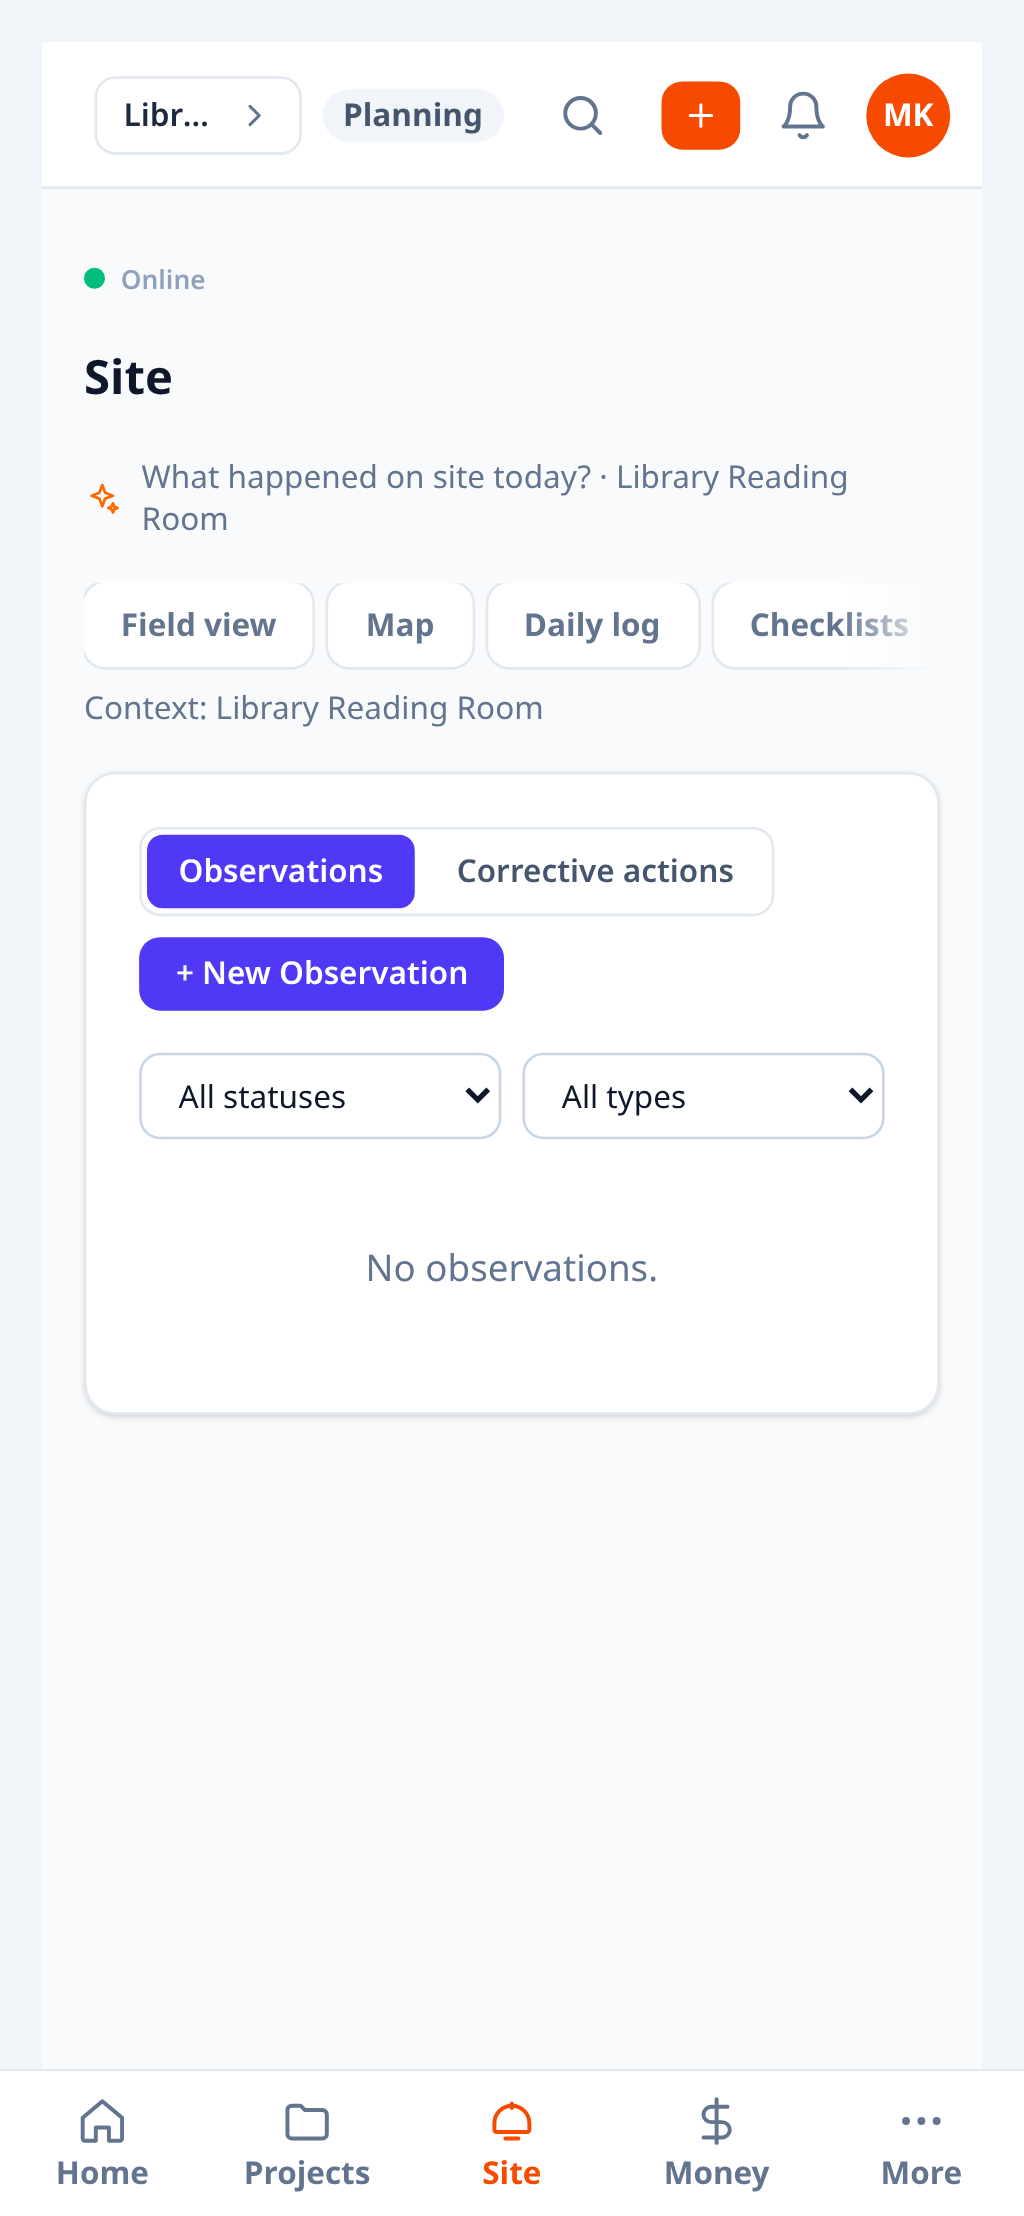 Libr...
Planning
MK
Online
Site
What happened on site today? · Library Reading
Room
Field view
Map
Daily log
Checklists
Context: Library Reading Room
Observations
Corrective actions
+ New Observation
All statuses
All types
No observations.
Home
Projects
Site
Money
More